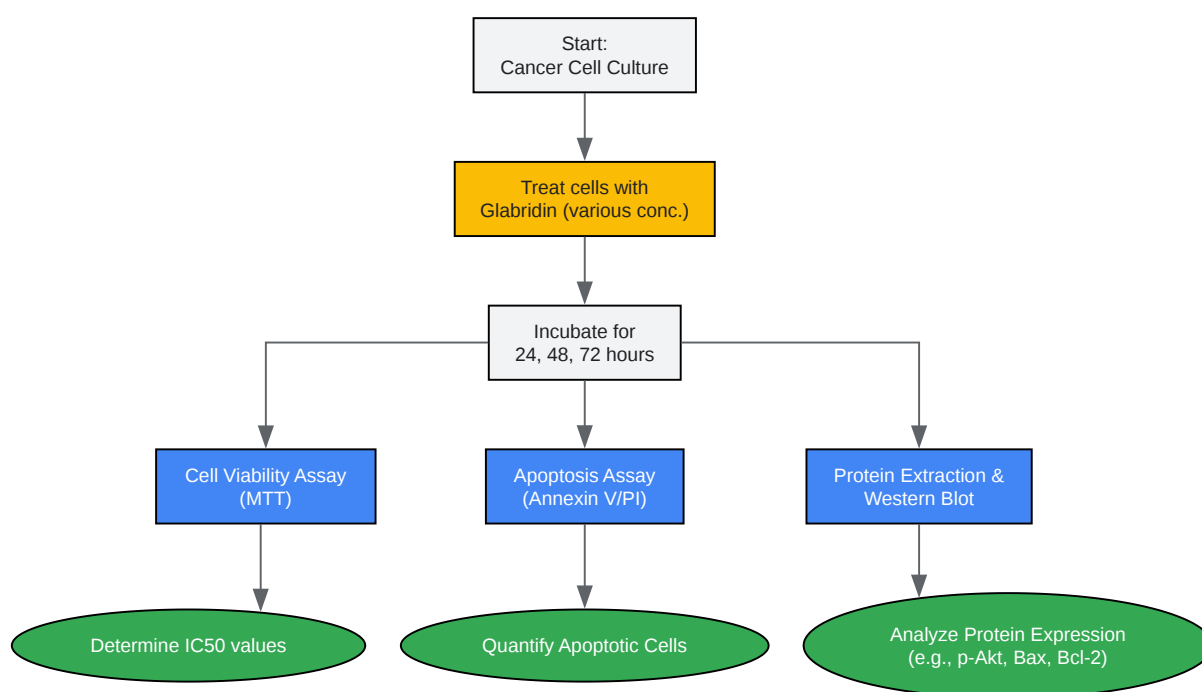 Start:
Cancer Cell Culture
Treat cells with
Glabridin (various conc.)
Incubate for
24, 48, 72 hours
Cell Viability Assay
(MTT)
Apoptosis Assay
(Annexin V/PI)
Protein Extraction &
Western Blot
Determine IC50 values
Quantify Apoptotic Cells
Analyze Protein Expression
(e.g., p-Akt, Bax, Bcl-2)